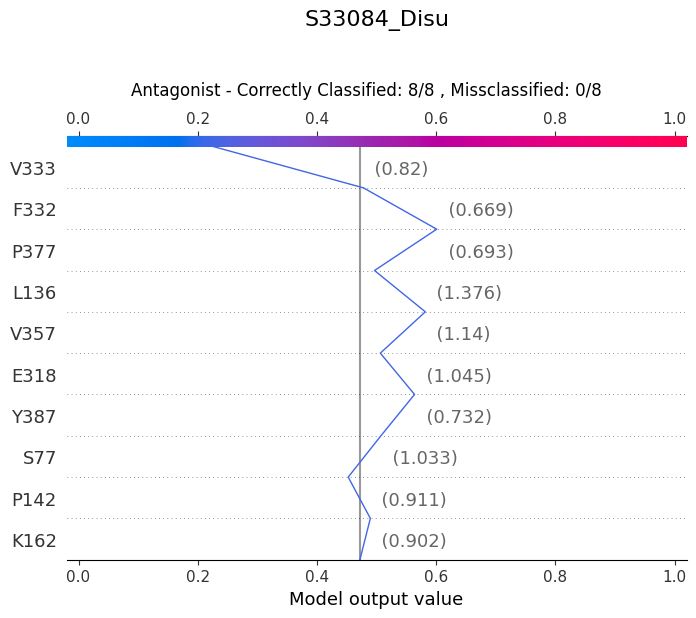 S33084_Disu
Antagonist - Correctly Classified: 8/8 , Missclassified: 0/8
0.0 0.2 0.4 0.6 0.8 1.0
V333 (0.82)
F332 (0.669)
P377 (0.693)
L136 (1.376)
V357 (1.14)
E318 (1.045)
Y387 (0.732)
S77 (1.033)
P142 (0.911)
K162 (0.902)
0.0 0.2 0.4 0.6 0.8 1.0
Model output value